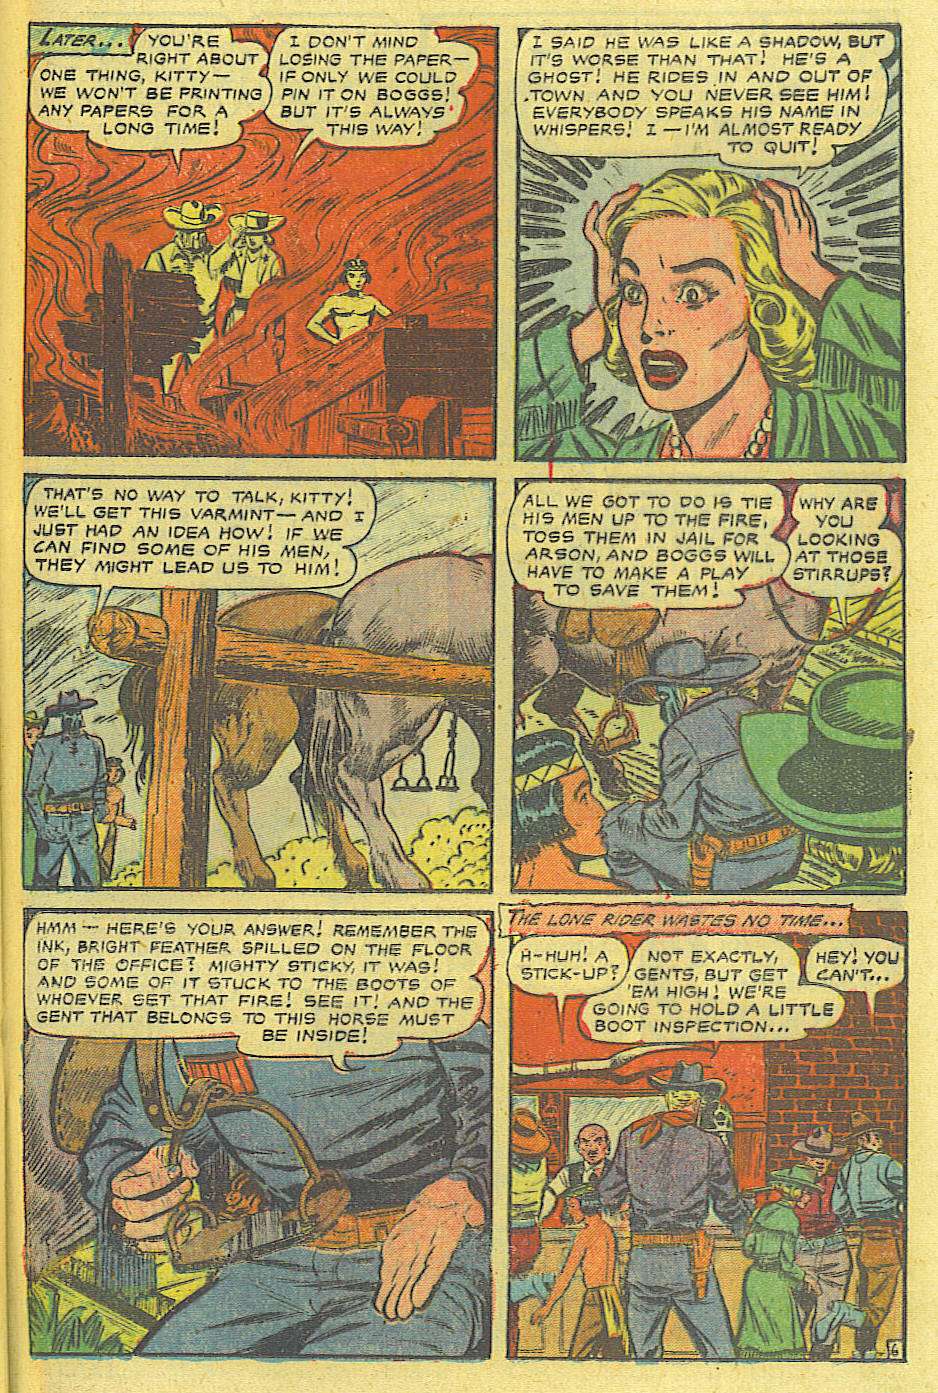 LATER...
YOU'RE
RIGHT ABOUT
ONE THING, KITTY—
WE WON'T BE PRINTING
ANY PAPERS FOR A
LONG TIME!
I DON'T MIND
LOSING THE PAPER—
IF ONLY WE COULD
PIN IT ON BOGGS!
BUT IT'S ALWAYS
THIS WAY!
I SAID HE WAS LIKE A SHADOW, BUT
IT'S WORSE THAN THAT! HE'S A
GHOST! HE RIDES IN AND OUT OF
TOWN AND YOU NEVER SEE HIM!
EVERYBODY SPEAKS HIS NAME IN
WHISPERS! I—I'M ALMOST READY
TO QUIT!
THAT'S NO WAY TO TALK, KITTY!
WE'LL GET THIS VARMINT—AND I
JUST HAD AN IDEA HOW! IF WE
CAN FIND SOME OF HIS MEN,
THEY MIGHT LEAD US TO HIM!
ALL WE GOT TO DO IS TIE
HIS MEN UP TO THE FIRE,
TOSS THEM IN JAIL FOR
ARSON, AND BOGGS WILL
HAVE TO MAKE A PLAY
TO SAVE THEM!
WHY ARE
YOU
LOOKING
AT THOSE
STIRRUPS?
HMM — HERE'S YOUR ANSWER! REMEMBER THE
INK, BRIGHT FEATHER SPILLED ON THE FLOOR
OF THE OFFICE? MIGHTY STICKY, IT WAS!
AND SOME OF IT STUCK TO THE BOOTS OF
WHOEVER SET THAT FIRE! SEE IT! AND THE
GENT THAT BELONGS TO THIS HORSE MUST
BE INSIDE!
THE LONE RIDER WASTES NO TIME...
H-HUH! A
STICK-UP?
NOT EXACTLY,
GENTS, BUT GET
'EM HIGH! WE'RE
GOING TO HOLD A LITTLE
BOOT INSPECTION...
HEY! YOU
CAN'T...
6